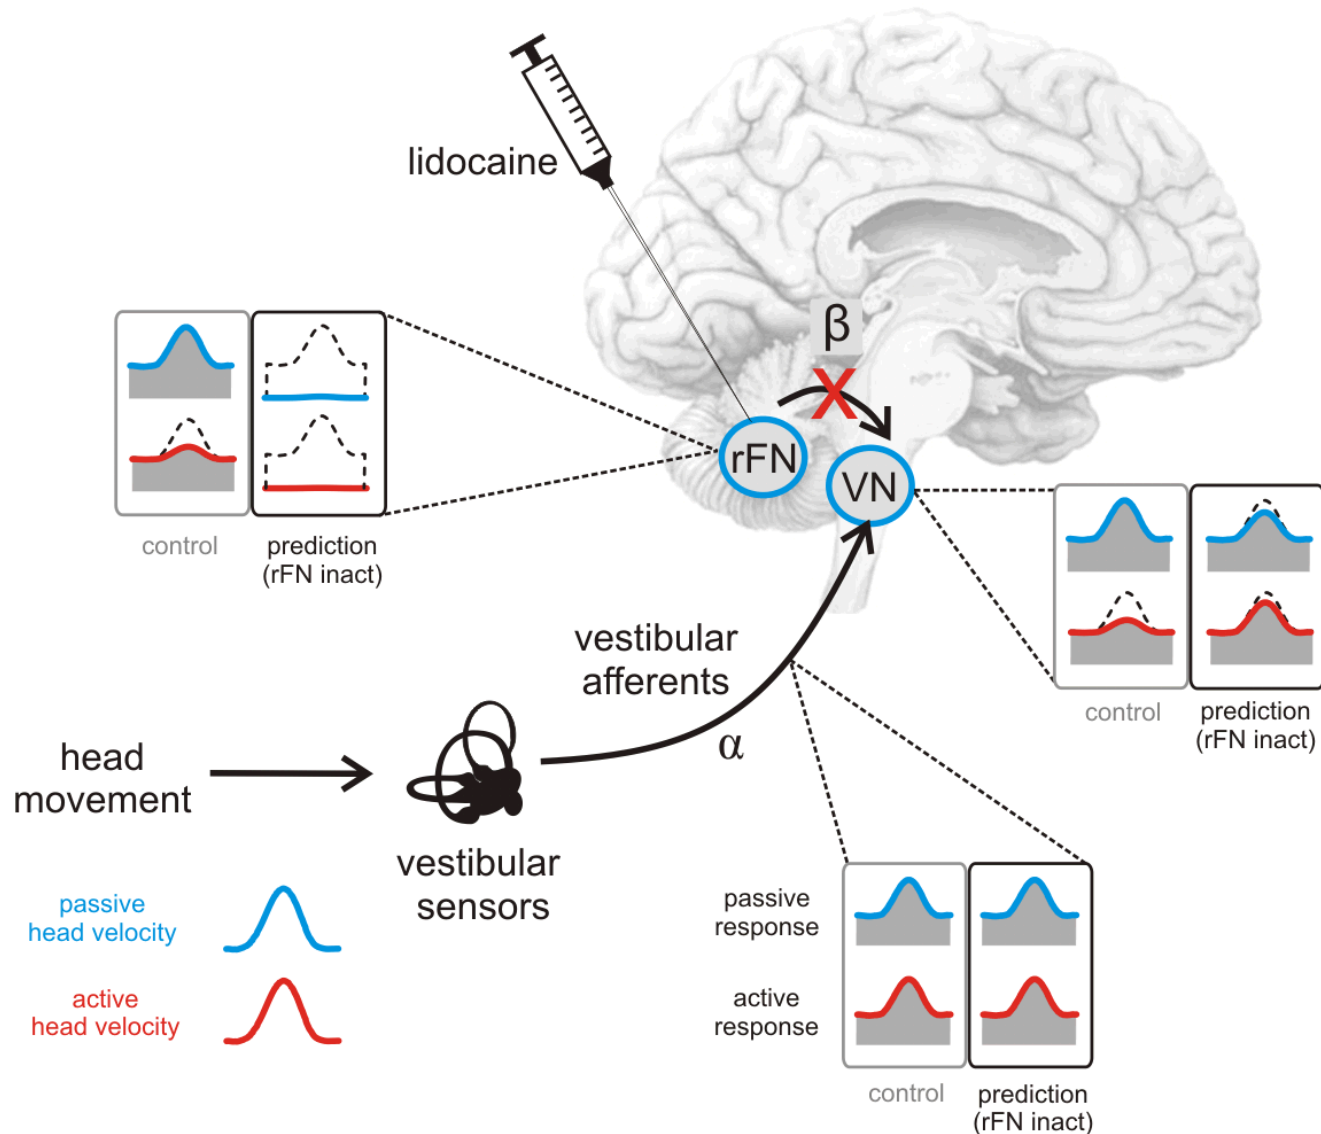 lidocaine
β
X
rFN
VN
control
prediction
(rFN inact)
control
prediction
(rFN inact)
vestibular
afferents
α
head
movement
vestibular
sensors
passive
head velocity
active
head velocity
passive
response
active
response
control
prediction
(rFN inact)